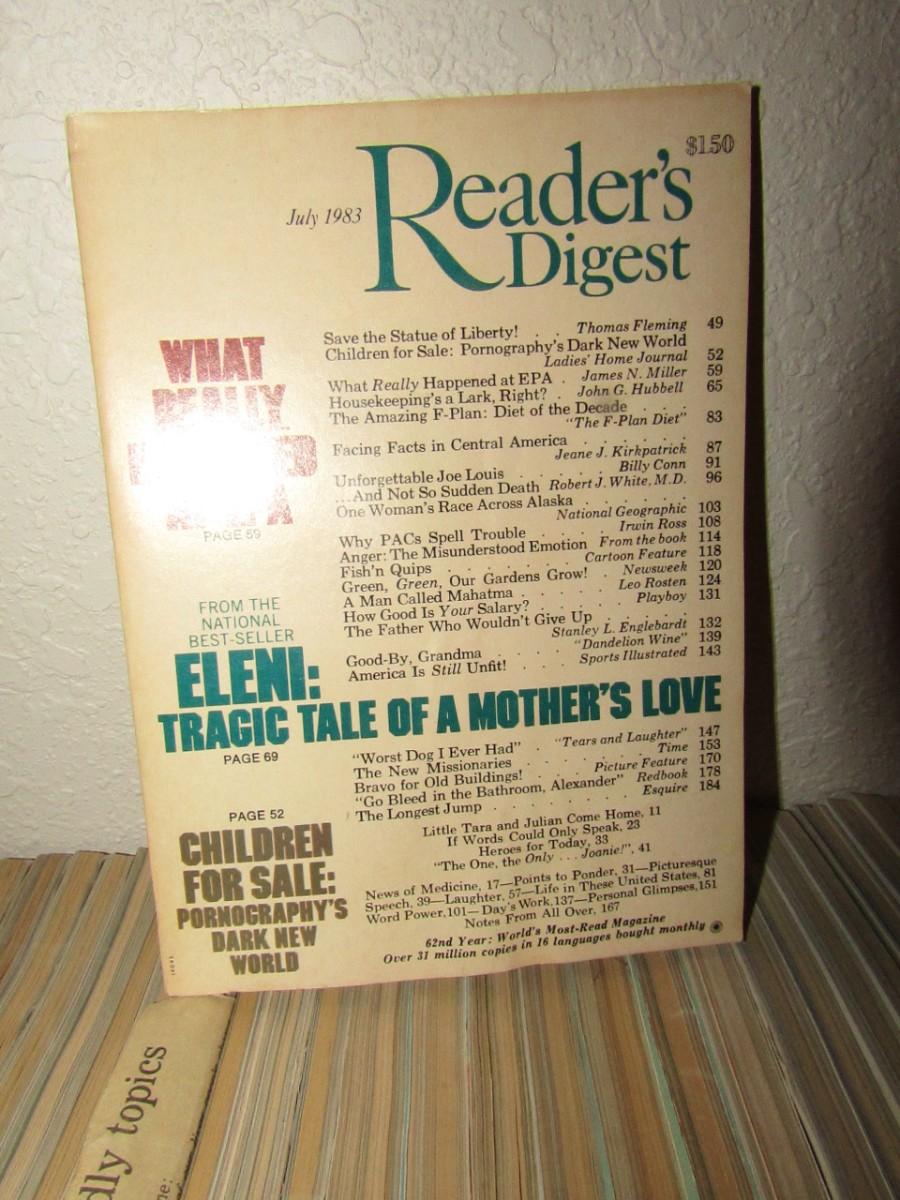 $1.50
July 1983
Reader's
Digest
Save the Statue of Liberty! . . Thomas Fleming 49
Children for Sale: Pornography's Dark New World
Ladies' Home Journal 52
What Really Happened at EPA . James N. Miller 59
Housekeeping's a Lark, Right? . John G. Hubbell 65
The Amazing F-Plan: Diet of the Decade . . .
"The F-Plan Diet" 83
Facing Facts in Central America . . . . . .
Jeane J. Kirkpatrick 87
Unforgettable Joe Louis . . . . . . Billy Conn 91
...And Not So Sudden Death Robert J. White, M.D. 96
One Woman's Race Across Alaska . . . . . .
National Geographic 103
Why PACs Spell Trouble . . . . Irwin Ross 108
Anger: The Misunderstood Emotion From the book 114
Fish'n Quips . . . . . . . Cartoon Feature 118
Green, Green, Our Gardens Grow! . Newsweek 120
A Man Called Mahatma . . . . . Leo Rosten 124
How Good Is Your Salary? . . . . . Playboy 131
The Father Who Wouldn't Give Up . . . . .
Stanley L. Englebardt 132
Good-By, Grandma . . . . . "Dandelion Wine" 139
America Is Still Unfit! . . . Sports Illustrated 143
WHAT
REALLY
PAGE 59
FROM THE
NATIONAL
BEST-SELLER
ELENI:
TRAGIC TALE OF A MOTHER'S LOVE
PAGE 69
"Worst Dog I Ever Had" . "Tears and Laughter" 147
The New Missionaries . . . . . . . Time 153
Bravo for Old Buildings! . . . . Picture Feature 170
"Go Bleed in the Bathroom, Alexander" Redbook 178
The Longest Jump . . . . . . . . Esquire 184
Little Tara and Julian Come Home, 11
If Words Could Only Speak, 23
Heroes for Today, 33
"The One, the Only . . . Joanie!", 41
News of Medicine, 17—Points to Ponder, 31—Picturesque
Speech, 39—Laughter, 57—Life in These United States, 81
Word Power,101—Day's Work,137—Personal Glimpses,151
Notes From All Over, 167
62nd Year: World's Most-Read Magazine
Over 31 million copies in 16 languages bought monthly
PAGE 52
CHILDREN
FOR SALE:
PORNOGRAPHY'S
DARK NEW
WORLD
dly topics